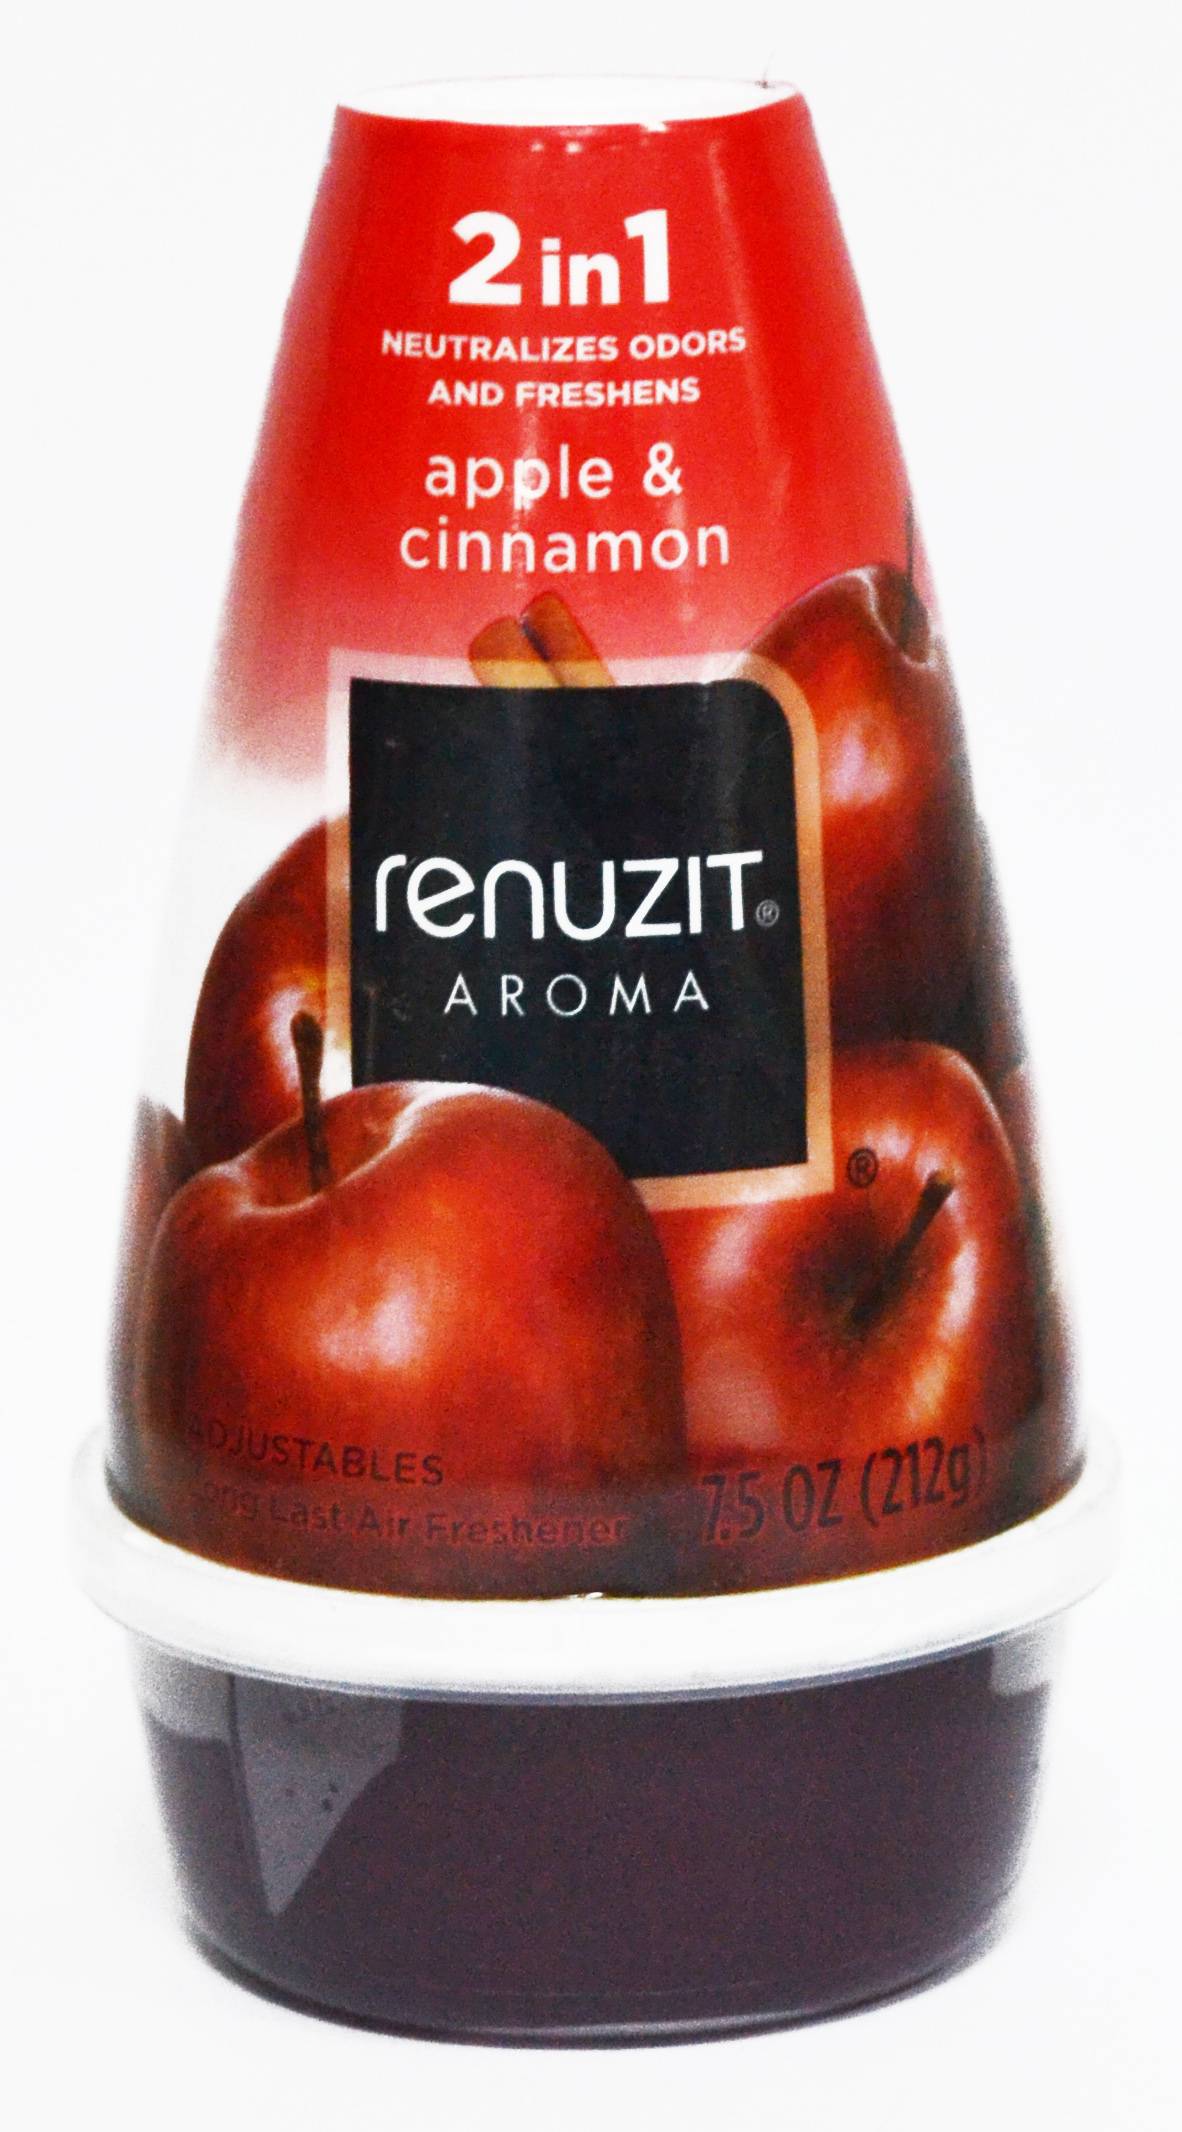 2 in 1
NEUTRALIZES ODORS
AND FRESHENS
apple &
cinnamon
renuzIT®
AROMA
®
ADJUSTABLES
Long Last Air Freshener
7.5 OZ (212g)